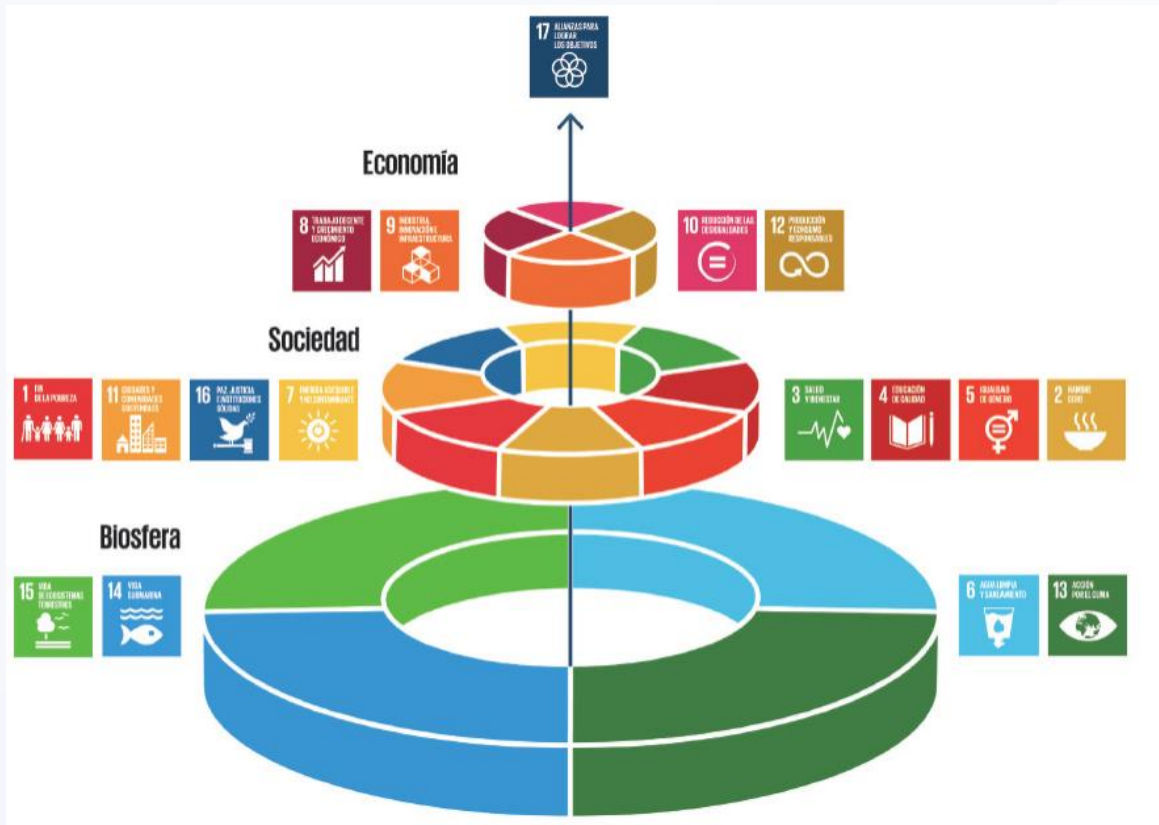 17 ALIANZAS PARA
LOGRAR
LOS OBJETIVOS
Economía
8 TRABAJO DECENTE
Y CRECIMIENTO
ECONÓMICO
9 INDUSTRIA,
INNOVACIÓN E
INFRAESTRUCTURA
10 REDUCCIÓN DE LAS
DESIGUALDADES
12 PRODUCCIÓN
Y CONSUMO
RESPONSABLES
Sociedad
1 FIN
DE LA POBREZA
11 CIUDADES Y
COMUNIDADES
SOSTENIBLES
16 PAZ, JUSTICIA
E INSTITUCIONES
SÓLIDAS
7 ENERGÍA ASEQUIBLE
Y NO CONTAMINANTE
3 SALUD
Y BIENESTAR
4 EDUCACIÓN
DE CALIDAD
5 IGUALDAD
DE GÉNERO
2 HAMBRE
CERO
Biosfera
15 VIDA
DE ECOSISTEMAS
TERRESTRES
14 VIDA
SUBMARINA
6 AGUA LIMPIA
Y SANEAMIENTO
13 ACCIÓN
POR EL CLIMA